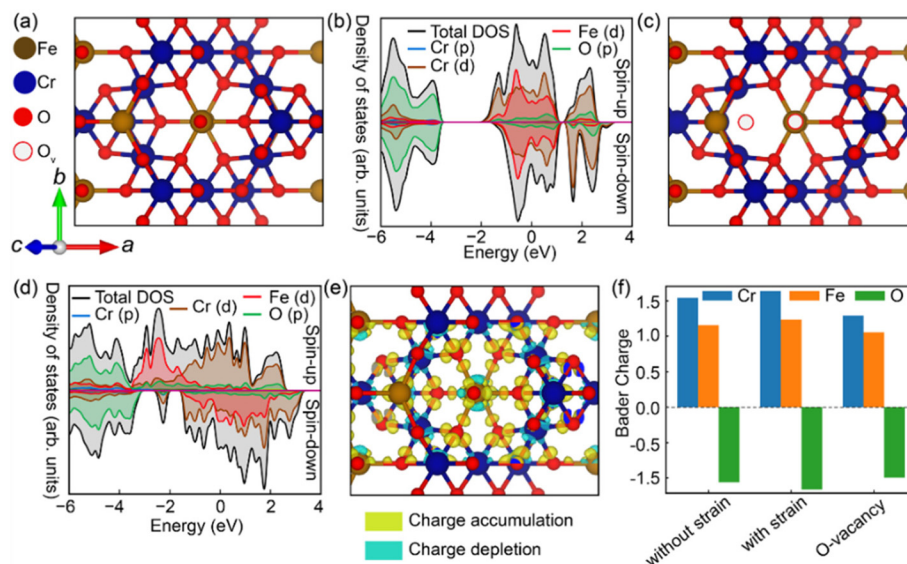 (a)
Fe
Cr
O
Ov
b
c
a
(b)
Density of states (arb. units)
Total DOS
Cr (p)
Cr (d)
Fe (d)
O (p)
Spin-up
Spin-down
−6 −4 −2 0 2 4
Energy (eV)
(c)
(d)
Density of states (arb. units)
Total DOS
Cr (p)
Cr (d)
Fe (d)
O (p)
Spin-up
Spin-down
−6 −4 −2 0 2 4
Energy (eV)
(e)
Charge accumulation
Charge depletion
(f)
Cr Fe O
Bader Charge
1.5
1.0
0.5
0.0
-0.5
-1.5
without strain
with strain
O-vacancy